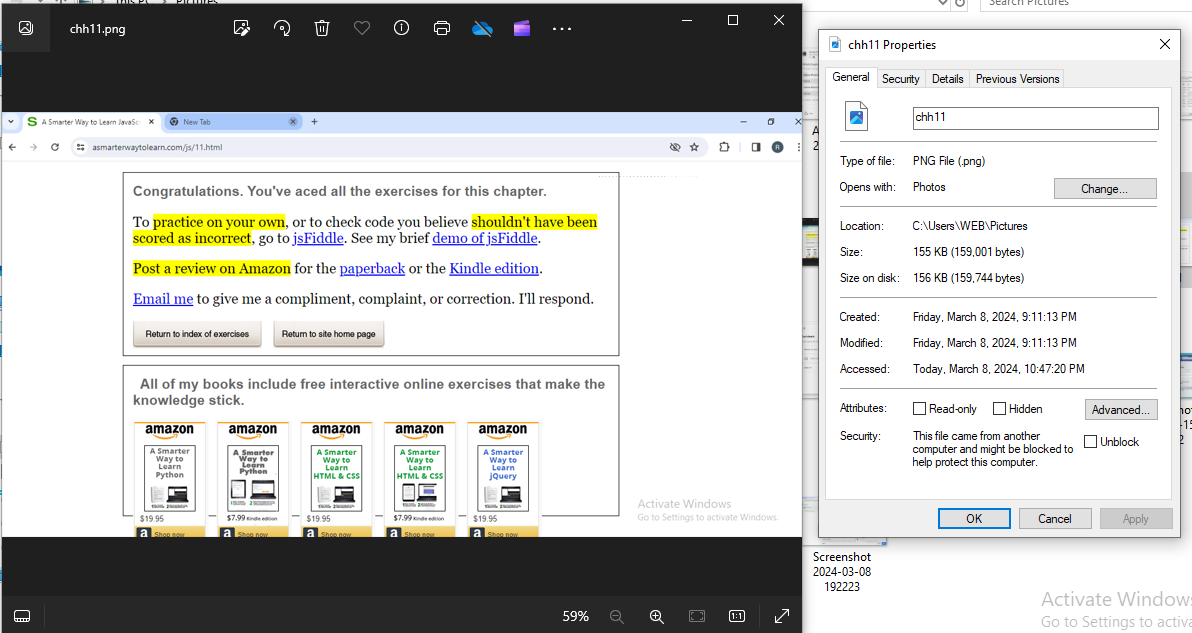 This PC
Pictures
Search Pictures
chh11.png
A Smarter Way to Learn JavaSc
New Tab
asmarterwaytolearn.com/js/11.html
R
Congratulations. You've aced all the exercises for this chapter.
To practice on your own, or to check code you believe shouldn't have been
scored as incorrect, go to jsFiddle. See my brief demo of jsFiddle.
Post a review on Amazon for the paperback or the Kindle edition.
Email me to give me a compliment, complaint, or correction. I'll respond.
Return to index of exercises
Return to site home page
All of my books include free interactive online exercises that make the
knowledge stick.
amazon amazon amazon amazon amazon
A Smarter Way to Learn Python
A Smarter Way to Learn Python
A Smarter Way to Learn HTML & CSS
A Smarter Way to Learn HTML & CSS
A Smarter Way to Learn jQuery
$19.95 $7.99 Kindle edition $19.95 $7.99 Kindle edition $19.95
a Shop now a Shop now a Shop now a Shop now a Shop now
Activate Windows
Go to Settings to activate Windows.
59%
1:1
chh11 Properties
General Security Details Previous Versions
chh11
Type of file: PNG File (.png)
Opens with: Photos Change...
Location: C:\Users\WEB\Pictures
Size: 155 KB (159,001 bytes)
Size on disk: 156 KB (159,744 bytes)
Created: Friday, March 8, 2024, 9:11:13 PM
Modified: Friday, March 8, 2024, 9:11:13 PM
Accessed: Today, March 8, 2024, 10:47:20 PM
Attributes: Read-only Hidden Advanced...
Security: This file came from another
computer and might be blocked to
help protect this computer.
Unblock
OK Cancel Apply
Screenshot
2024-03-08
192223
Activate Windows
Go to Settings to activa